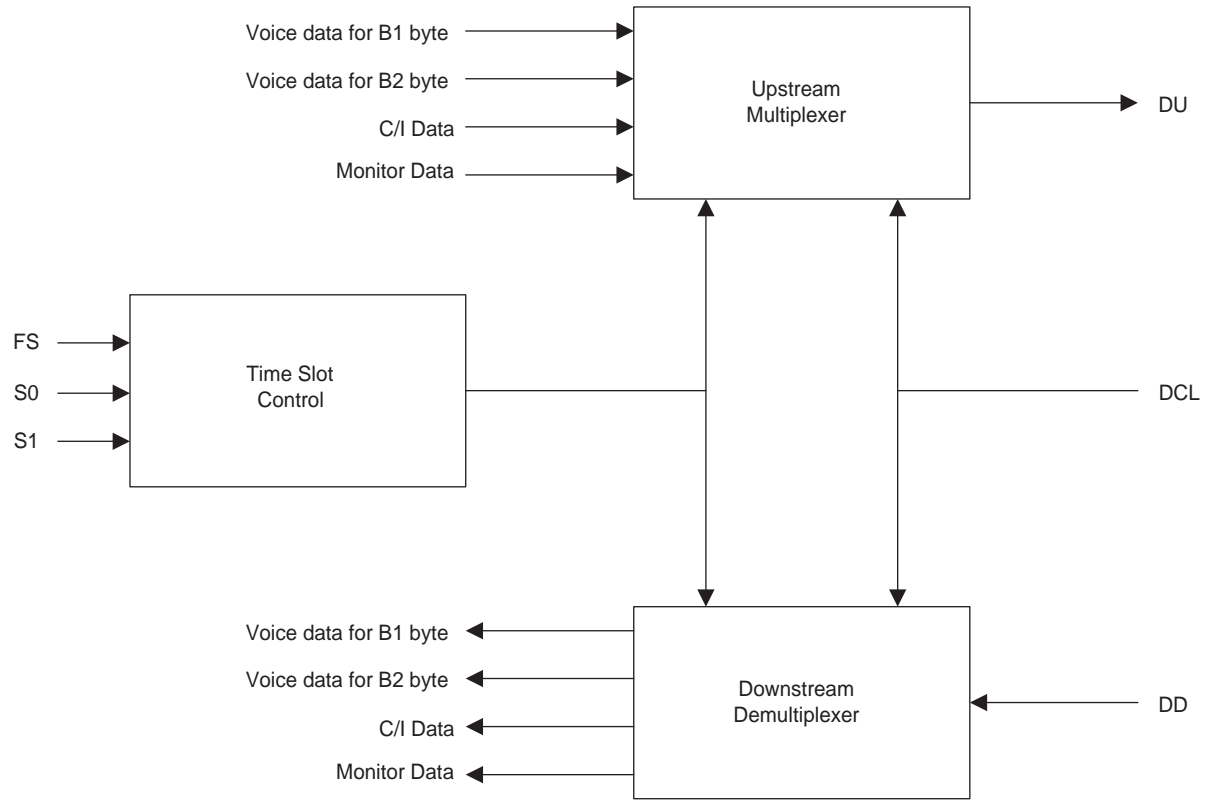 Voice data for B1 byte
Voice data for B2 byte
C/I Data
Monitor Data
Upstream
Multiplexer
DU
FS
S0
S1
Time Slot
Control
DCL
Voice data for B1 byte
Voice data for B2 byte
C/I Data
Monitor Data
Downstream
Demultiplexer
DD